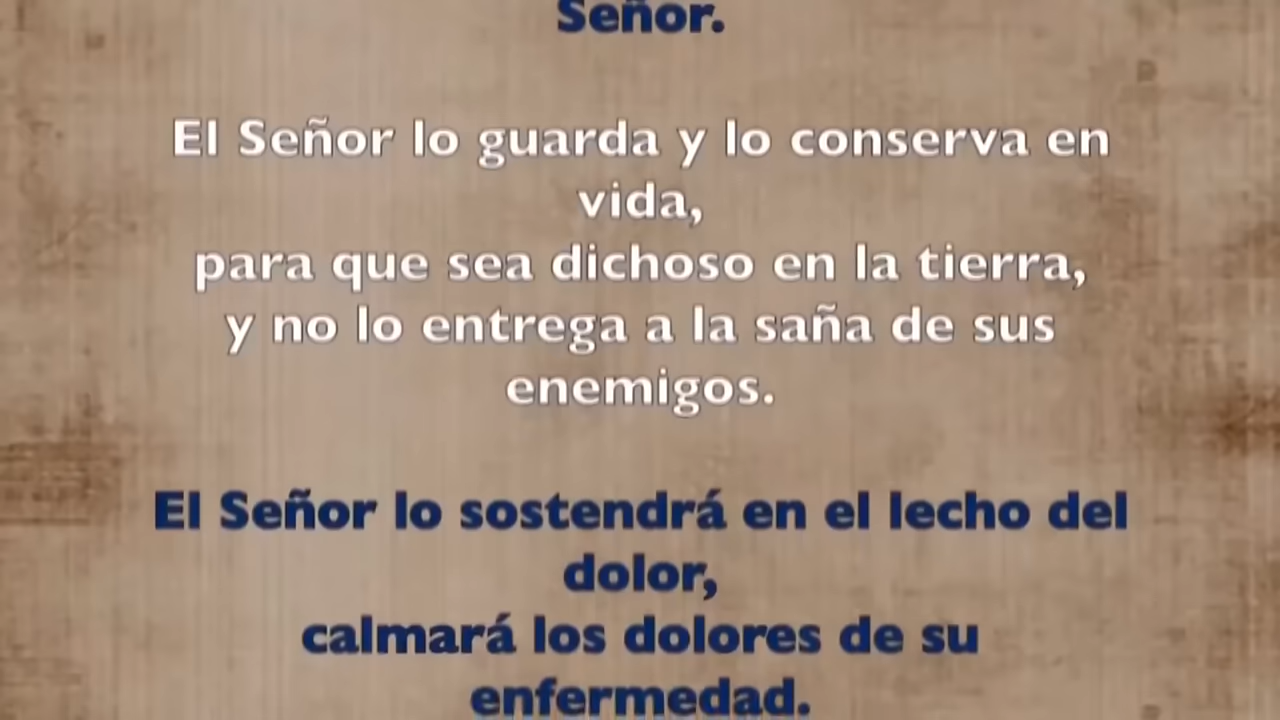 Señor.
El Señor lo guarda y lo conserva en
vida,
para que sea dichoso en la tierra,
y no lo entrega a la saña de sus
enemigos.
El Señor lo sostendrá en el lecho del
dolor,
calmará los dolores de su
enfermedad.